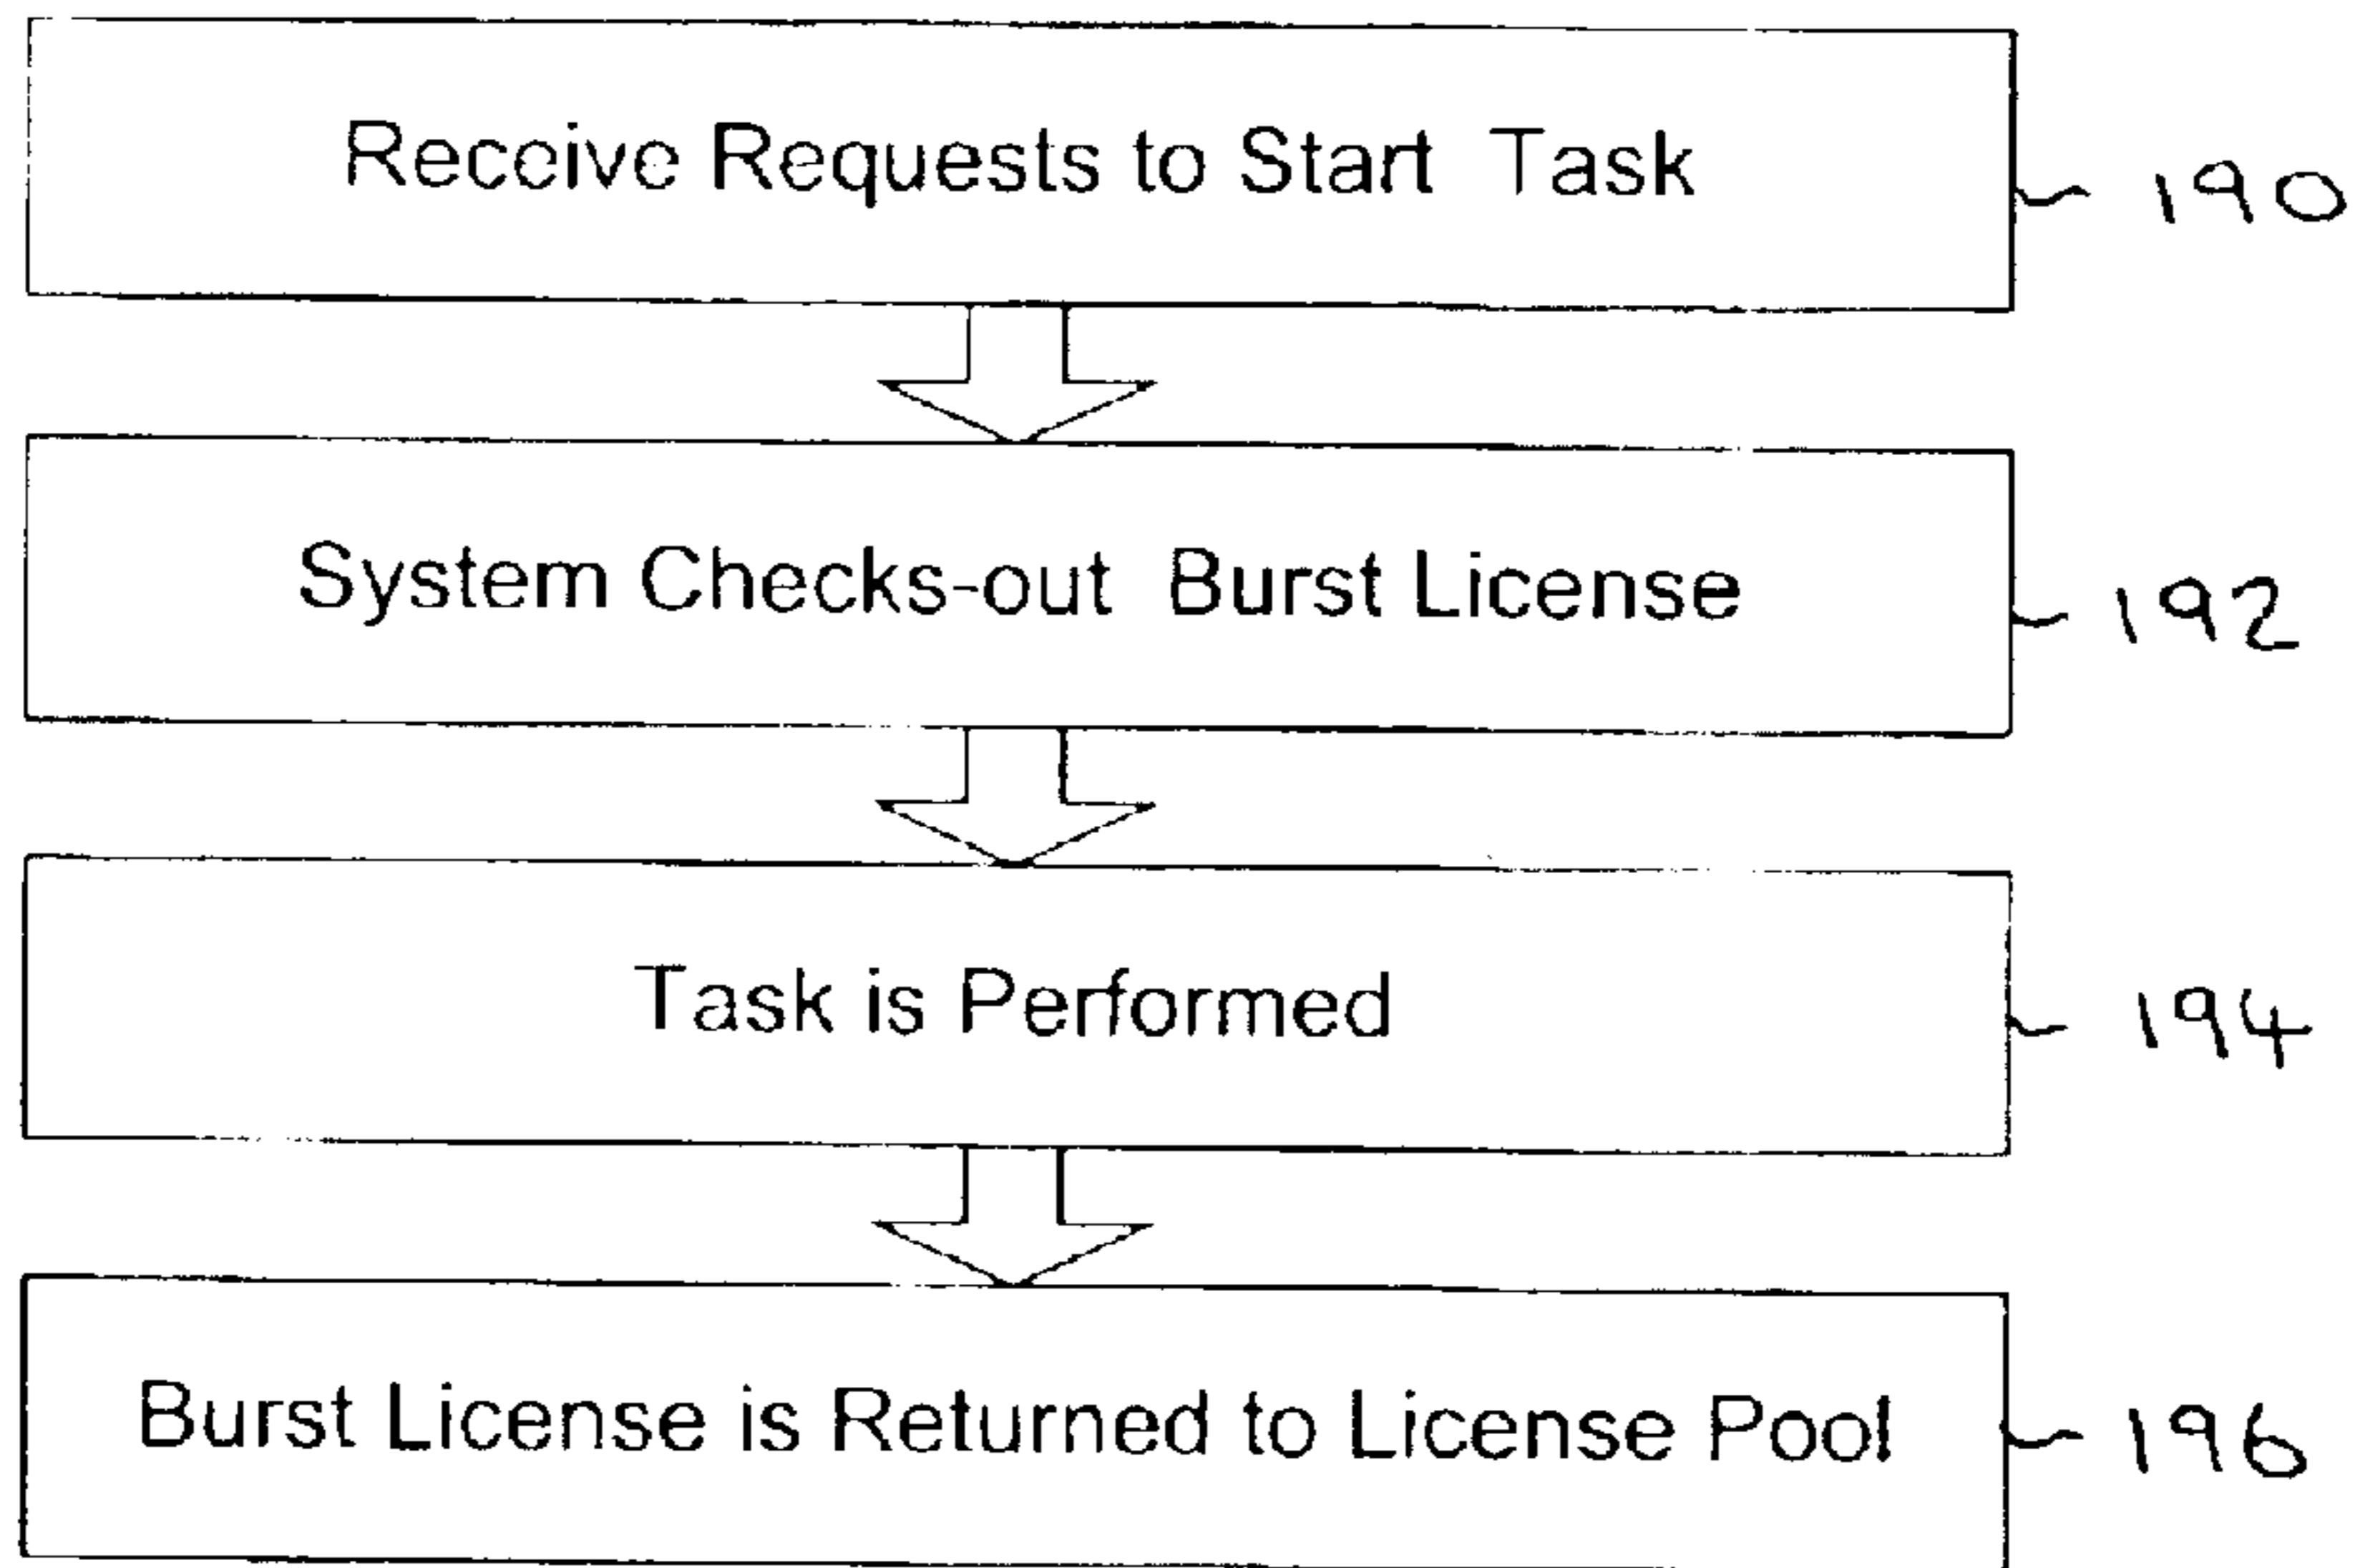 Receive Requests to Start Task
190
System Checks-out Burst License
192
Task is Performed
194
Burst License is Returned to License Pool
196